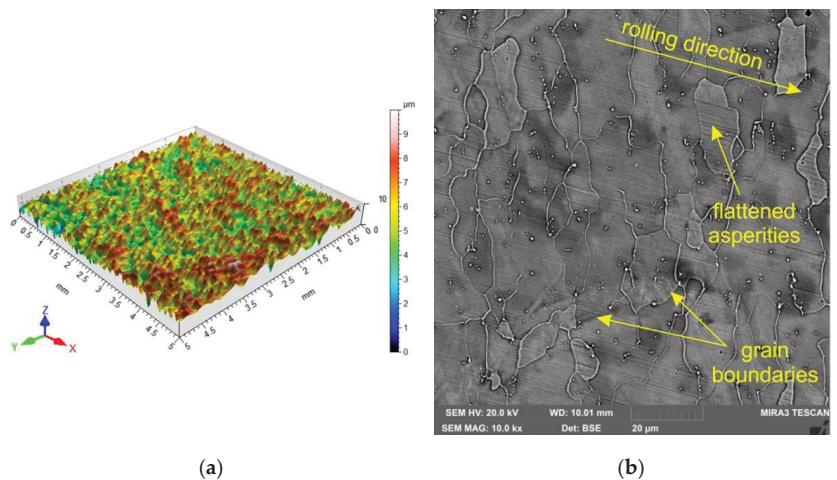 µm
10
9
8
7
6
5
4
3
2
1
0
10
0
0 0.5 1 1.5 2 2.5 3 3.5 4 4.5 5
mm
0 0.5 1 1.5 2 2.5 3 3.5 4 4.5 5
mm
Z
Y
X
rolling direction
flattened
asperities
grain
boundaries
SEM HV: 20.0 kV WD: 10.01 mm MIRA3 TESCAN
SEM MAG: 10.0 kx Det: BSE 20 µm
(a)
(b)